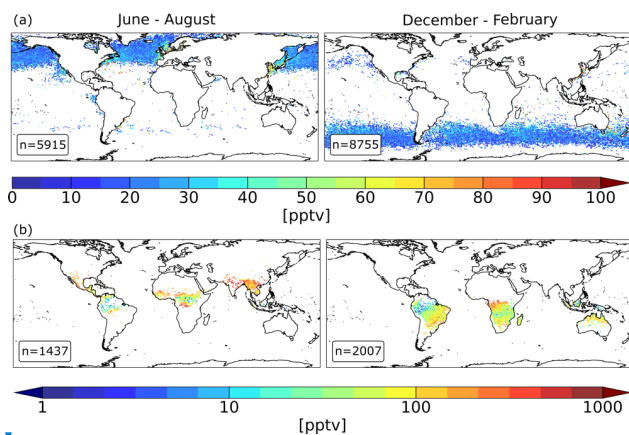 (a) June - August December - February
n=5915 n=8755
0 10 20 30 40 50 60 70 80 90 100
[pptv]
(b)
n=1437 n=2007
1 10 100 1000
[pptv]